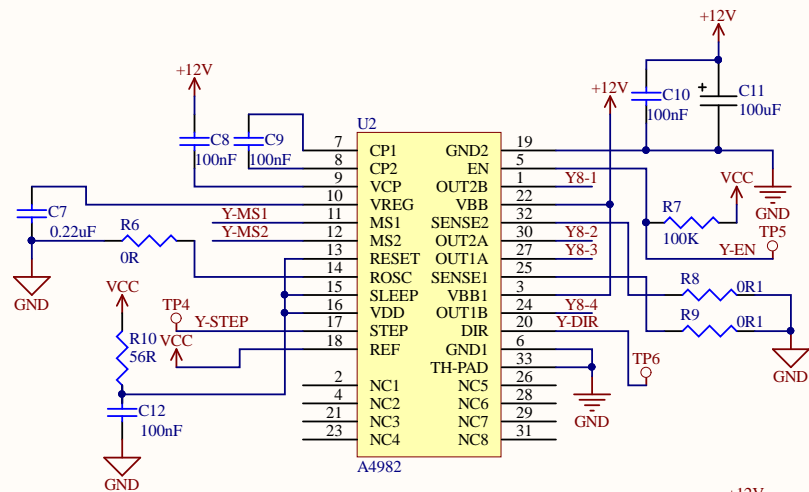 +12V
+12V
+12V
C10
100nF
C11
100uF
C8
100nF
C9
100nF
U2
7 CP1 GND2 19
8 CP2 EN 5
9 VCP OUT2B 1 Y8-1
10 VREG VBB 22
Y-MS1 11 MS1 SENSE2 32
Y-MS2 12 MS2 OUT2A 30 Y8-2
13 RESET OUT1A 27 Y8-3
14 ROSC SENSE1 25
15 SLEEP VBB1 3
16 VDD OUT1B 24 Y8-4
Y-STEP 17 STEP DIR 20 Y-DIR
18 REF GND1 6
TH-PAD 33
2 NC1 NC5 26
4 NC2 NC6 28
21 NC3 NC7 29
23 NC4 NC8 31
A4982
C7
0.22uF
R6
0R
GND
VCC
TP4
VCC
R10
56R
C12
100nF
GND
VCC
GND
R7
100K
TP5
Y-EN
R8 0R1
R9 0R1
GND
TP6
GND
+12V